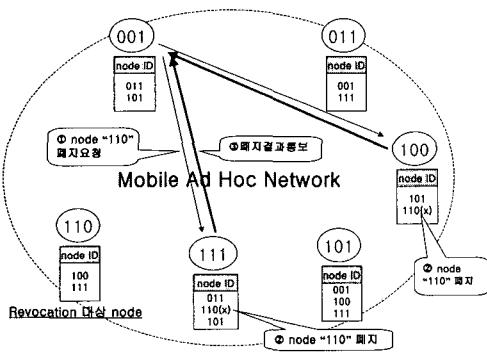 001
node ID
011
101
011
node ID
001
111
① node "110"
폐지요청
③폐지결과통보
100
node ID
101
110(x)
Mobile Ad Hoc Network
110
node ID
100
111
Revocation 대상 node
111
node ID
011
110(x)
101
101
node ID
001
100
111
② node
"110" 폐지
② node "110" 폐지